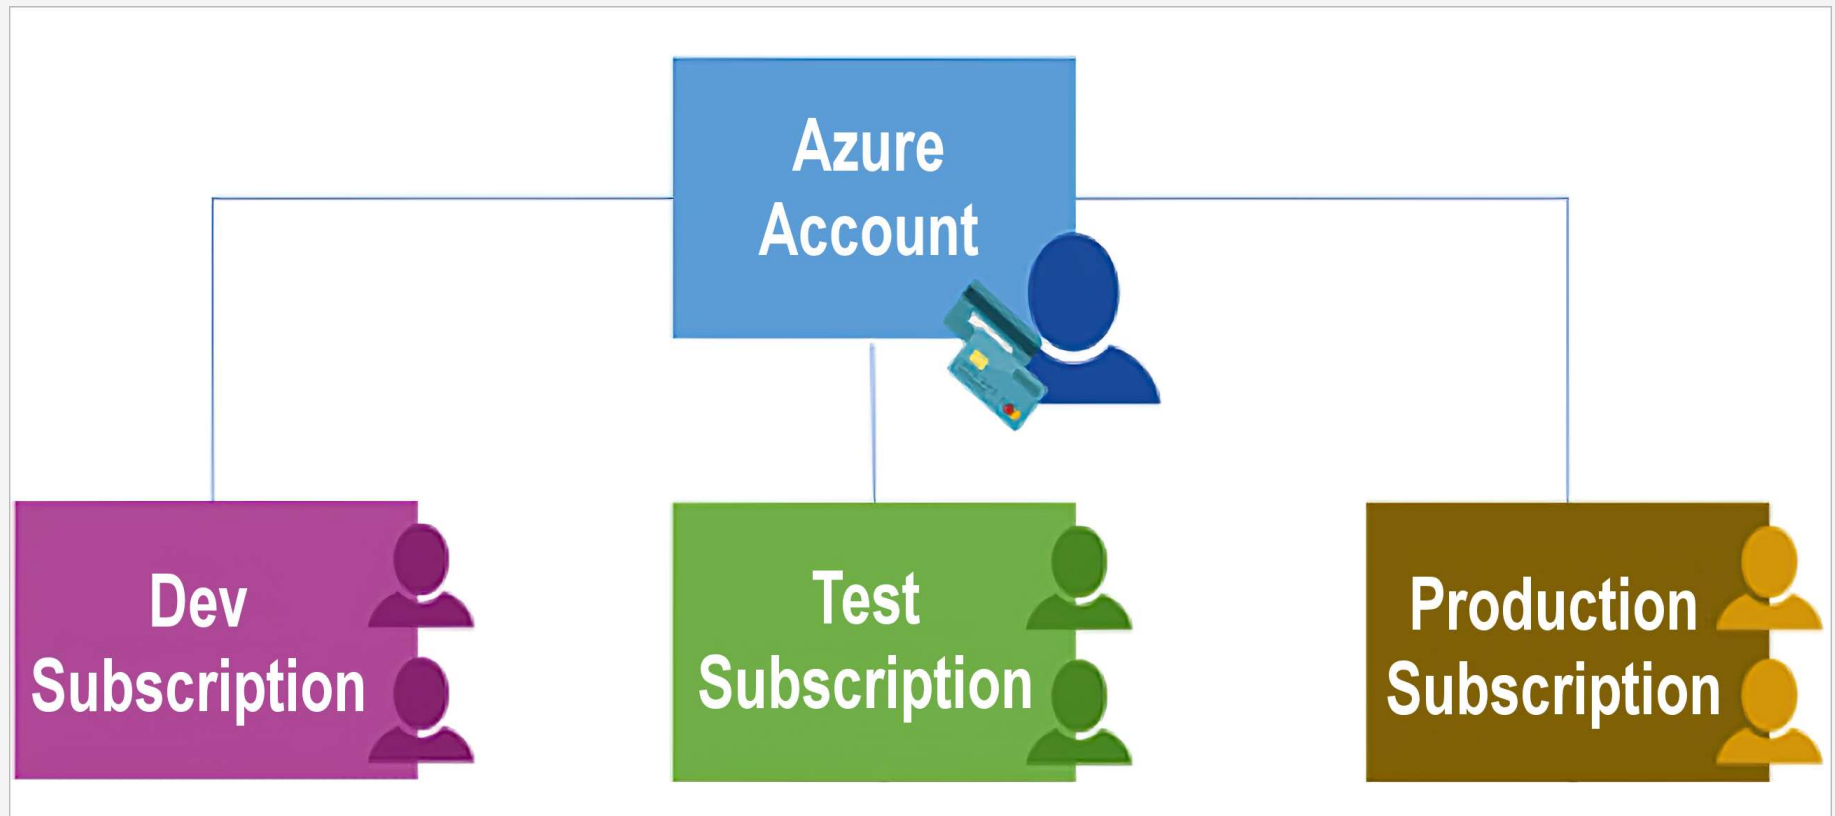 Azure
Account
Dev
Subscription
Test
Subscription
Production
Subscription